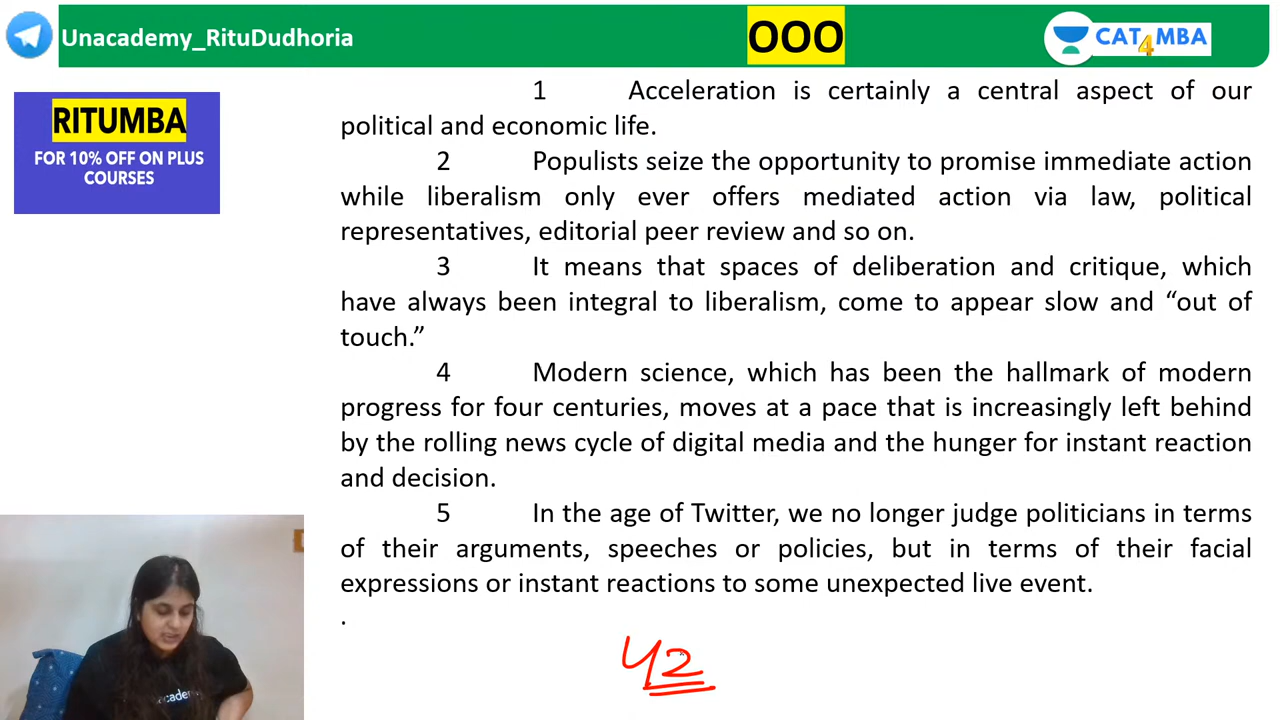 Unacademy_RituDudhoria
OOO
CAT4MBA
RITUMBA
FOR 10% OFF ON PLUS
COURSES
1 Acceleration is certainly a central aspect of our
political and economic life.
2 Populists seize the opportunity to promise immediate action
while liberalism only ever offers mediated action via law, political
representatives, editorial peer review and so on.
3 It means that spaces of deliberation and critique, which
have always been integral to liberalism, come to appear slow and “out of
touch.”
4 Modern science, which has been the hallmark of modern
progress for four centuries, moves at a pace that is increasingly left behind
by the rolling news cycle of digital media and the hunger for instant reaction
and decision.
5 In the age of Twitter, we no longer judge politicians in terms
of their arguments, speeches or policies, but in terms of their facial
expressions or instant reactions to some unexpected live event.
.
42